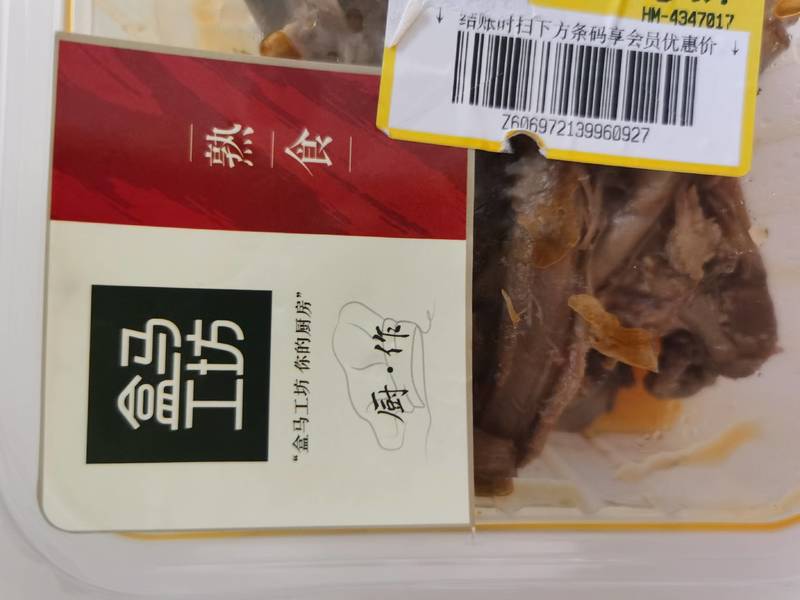 HM-4347017
结账时扫下方条码享会员优惠价
Z606972139960927
熟食
盒马
工坊
“盒马工坊 你的厨房”
厨·作